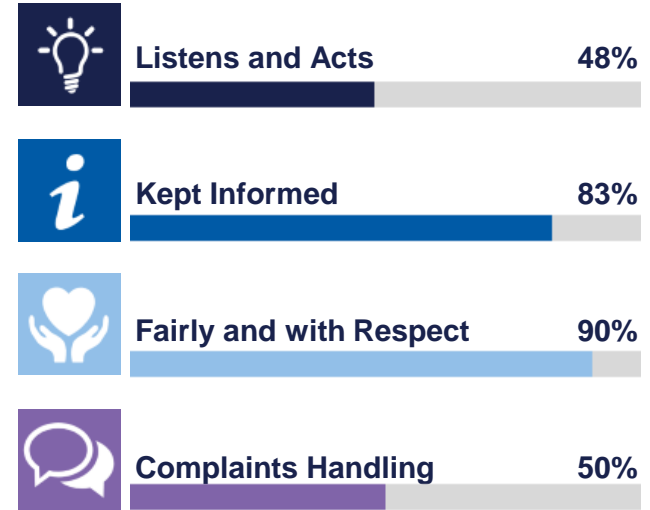 Listens and Acts 48%
Kept Informed 83%
Fairly and with Respect 90%
Complaints Handling 50%